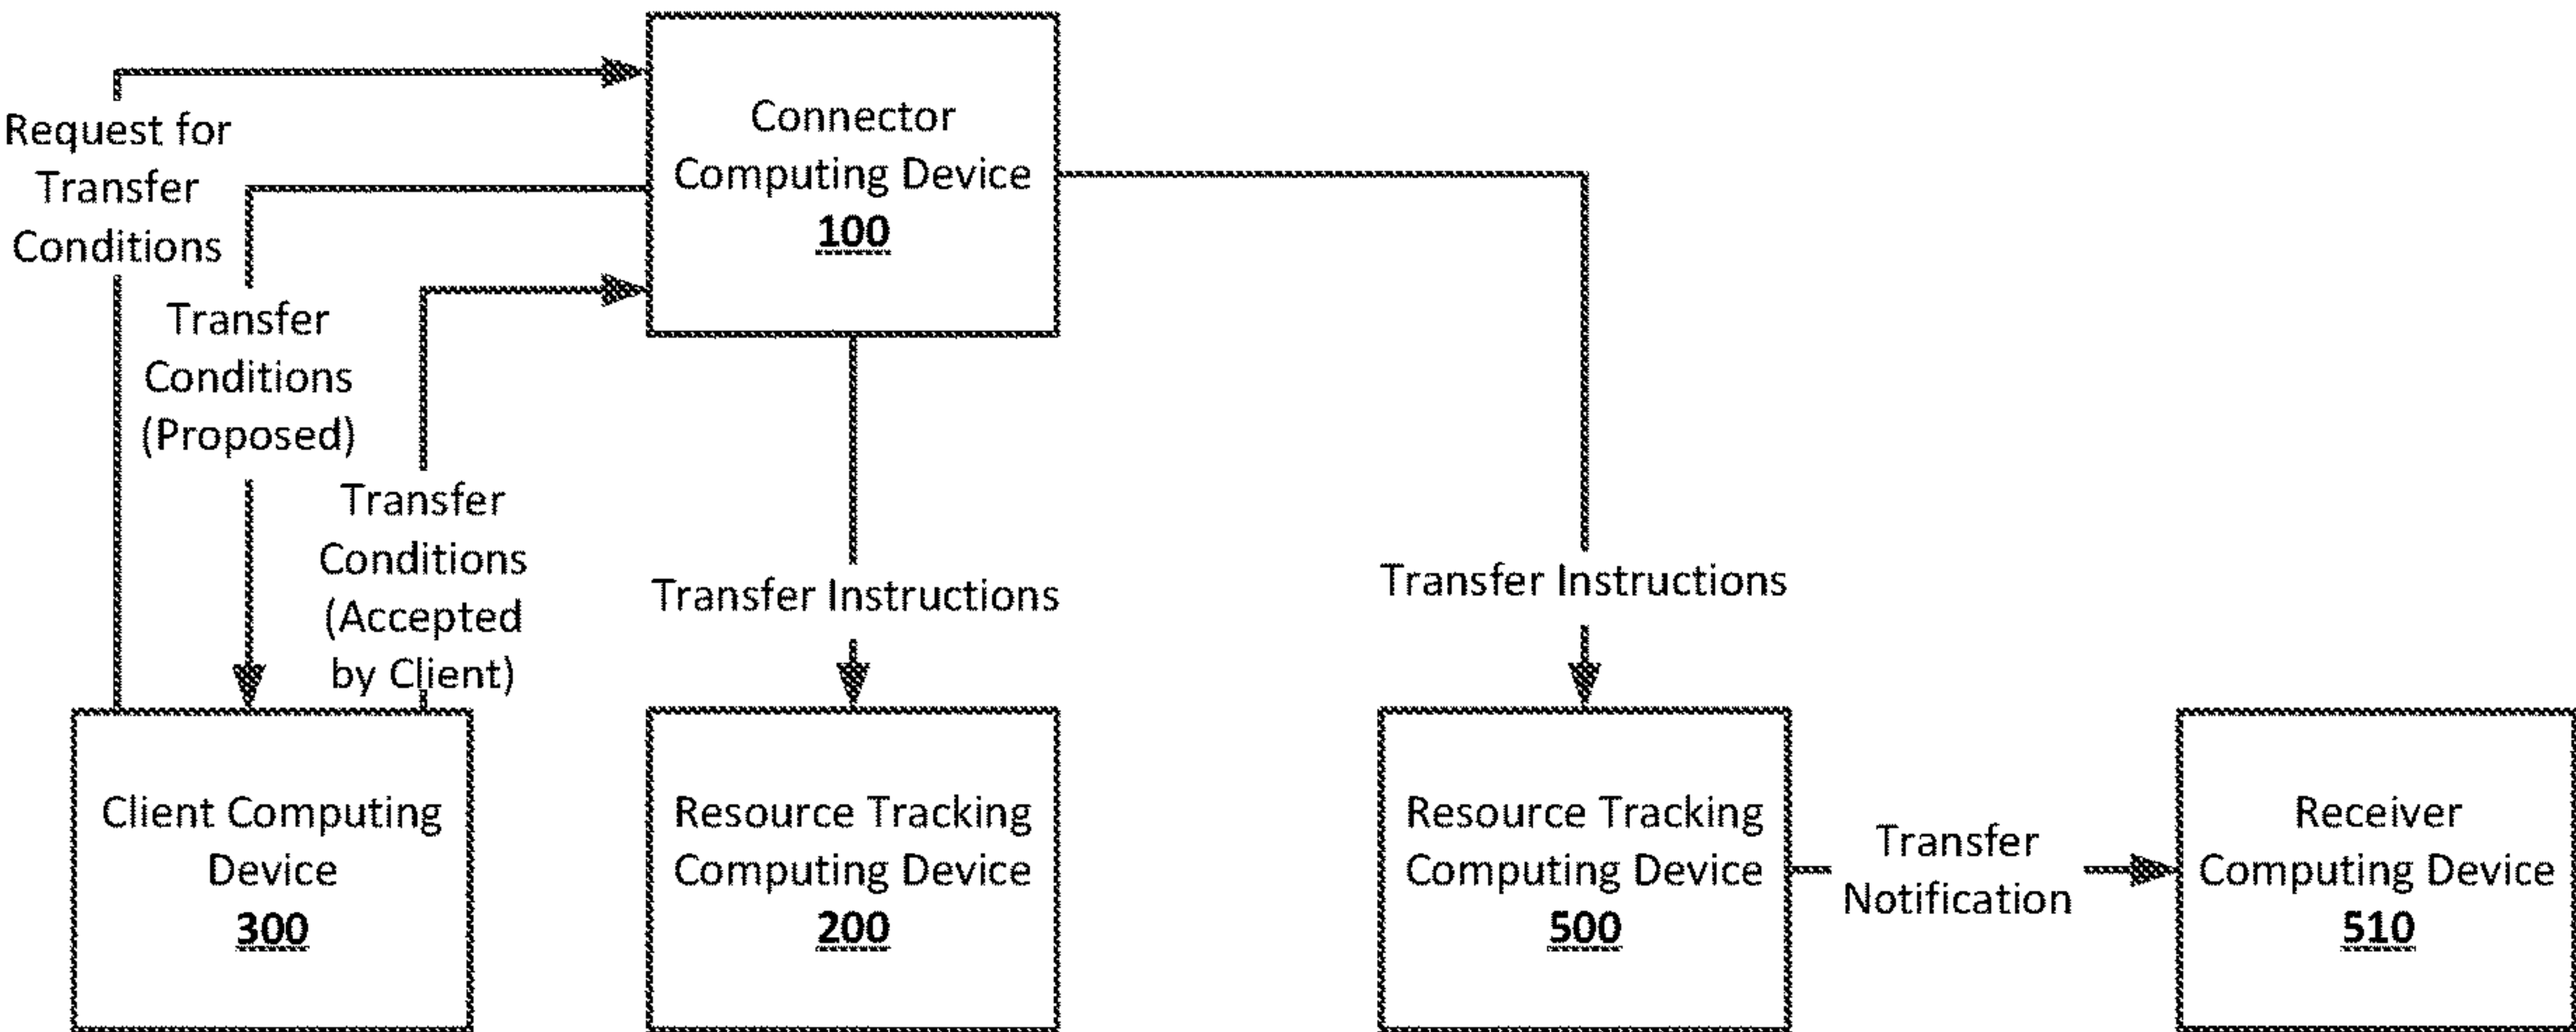 Connector
Computing Device
100
Request for
Transfer
Conditions
Transfer
Conditions
(Proposed)
Transfer
Conditions
(Accepted
by Client)
Transfer Instructions
Transfer Instructions
Client Computing
Device
300
Resource Tracking
Computing Device
200
Resource Tracking
Computing Device
500
Transfer
Notification
Receiver
Computing Device
510